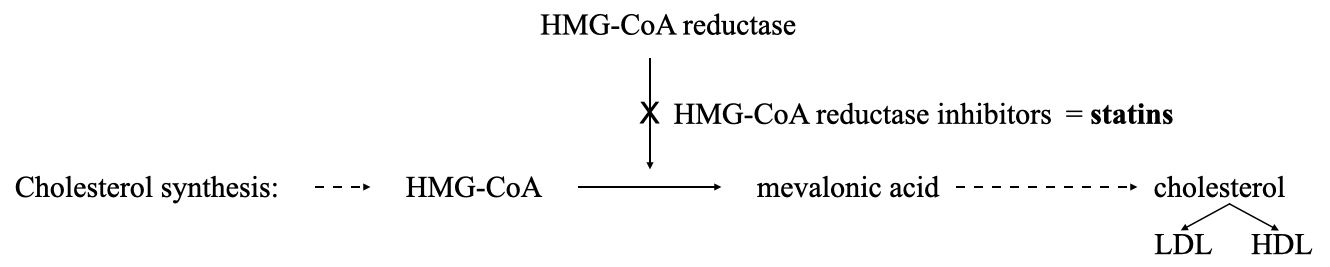 HMG-CoA reductase
X HMG-CoA reductase inhibitors = statins
Cholesterol synthesis: HMG-CoA mevalonic acid cholesterol
LDL HDL